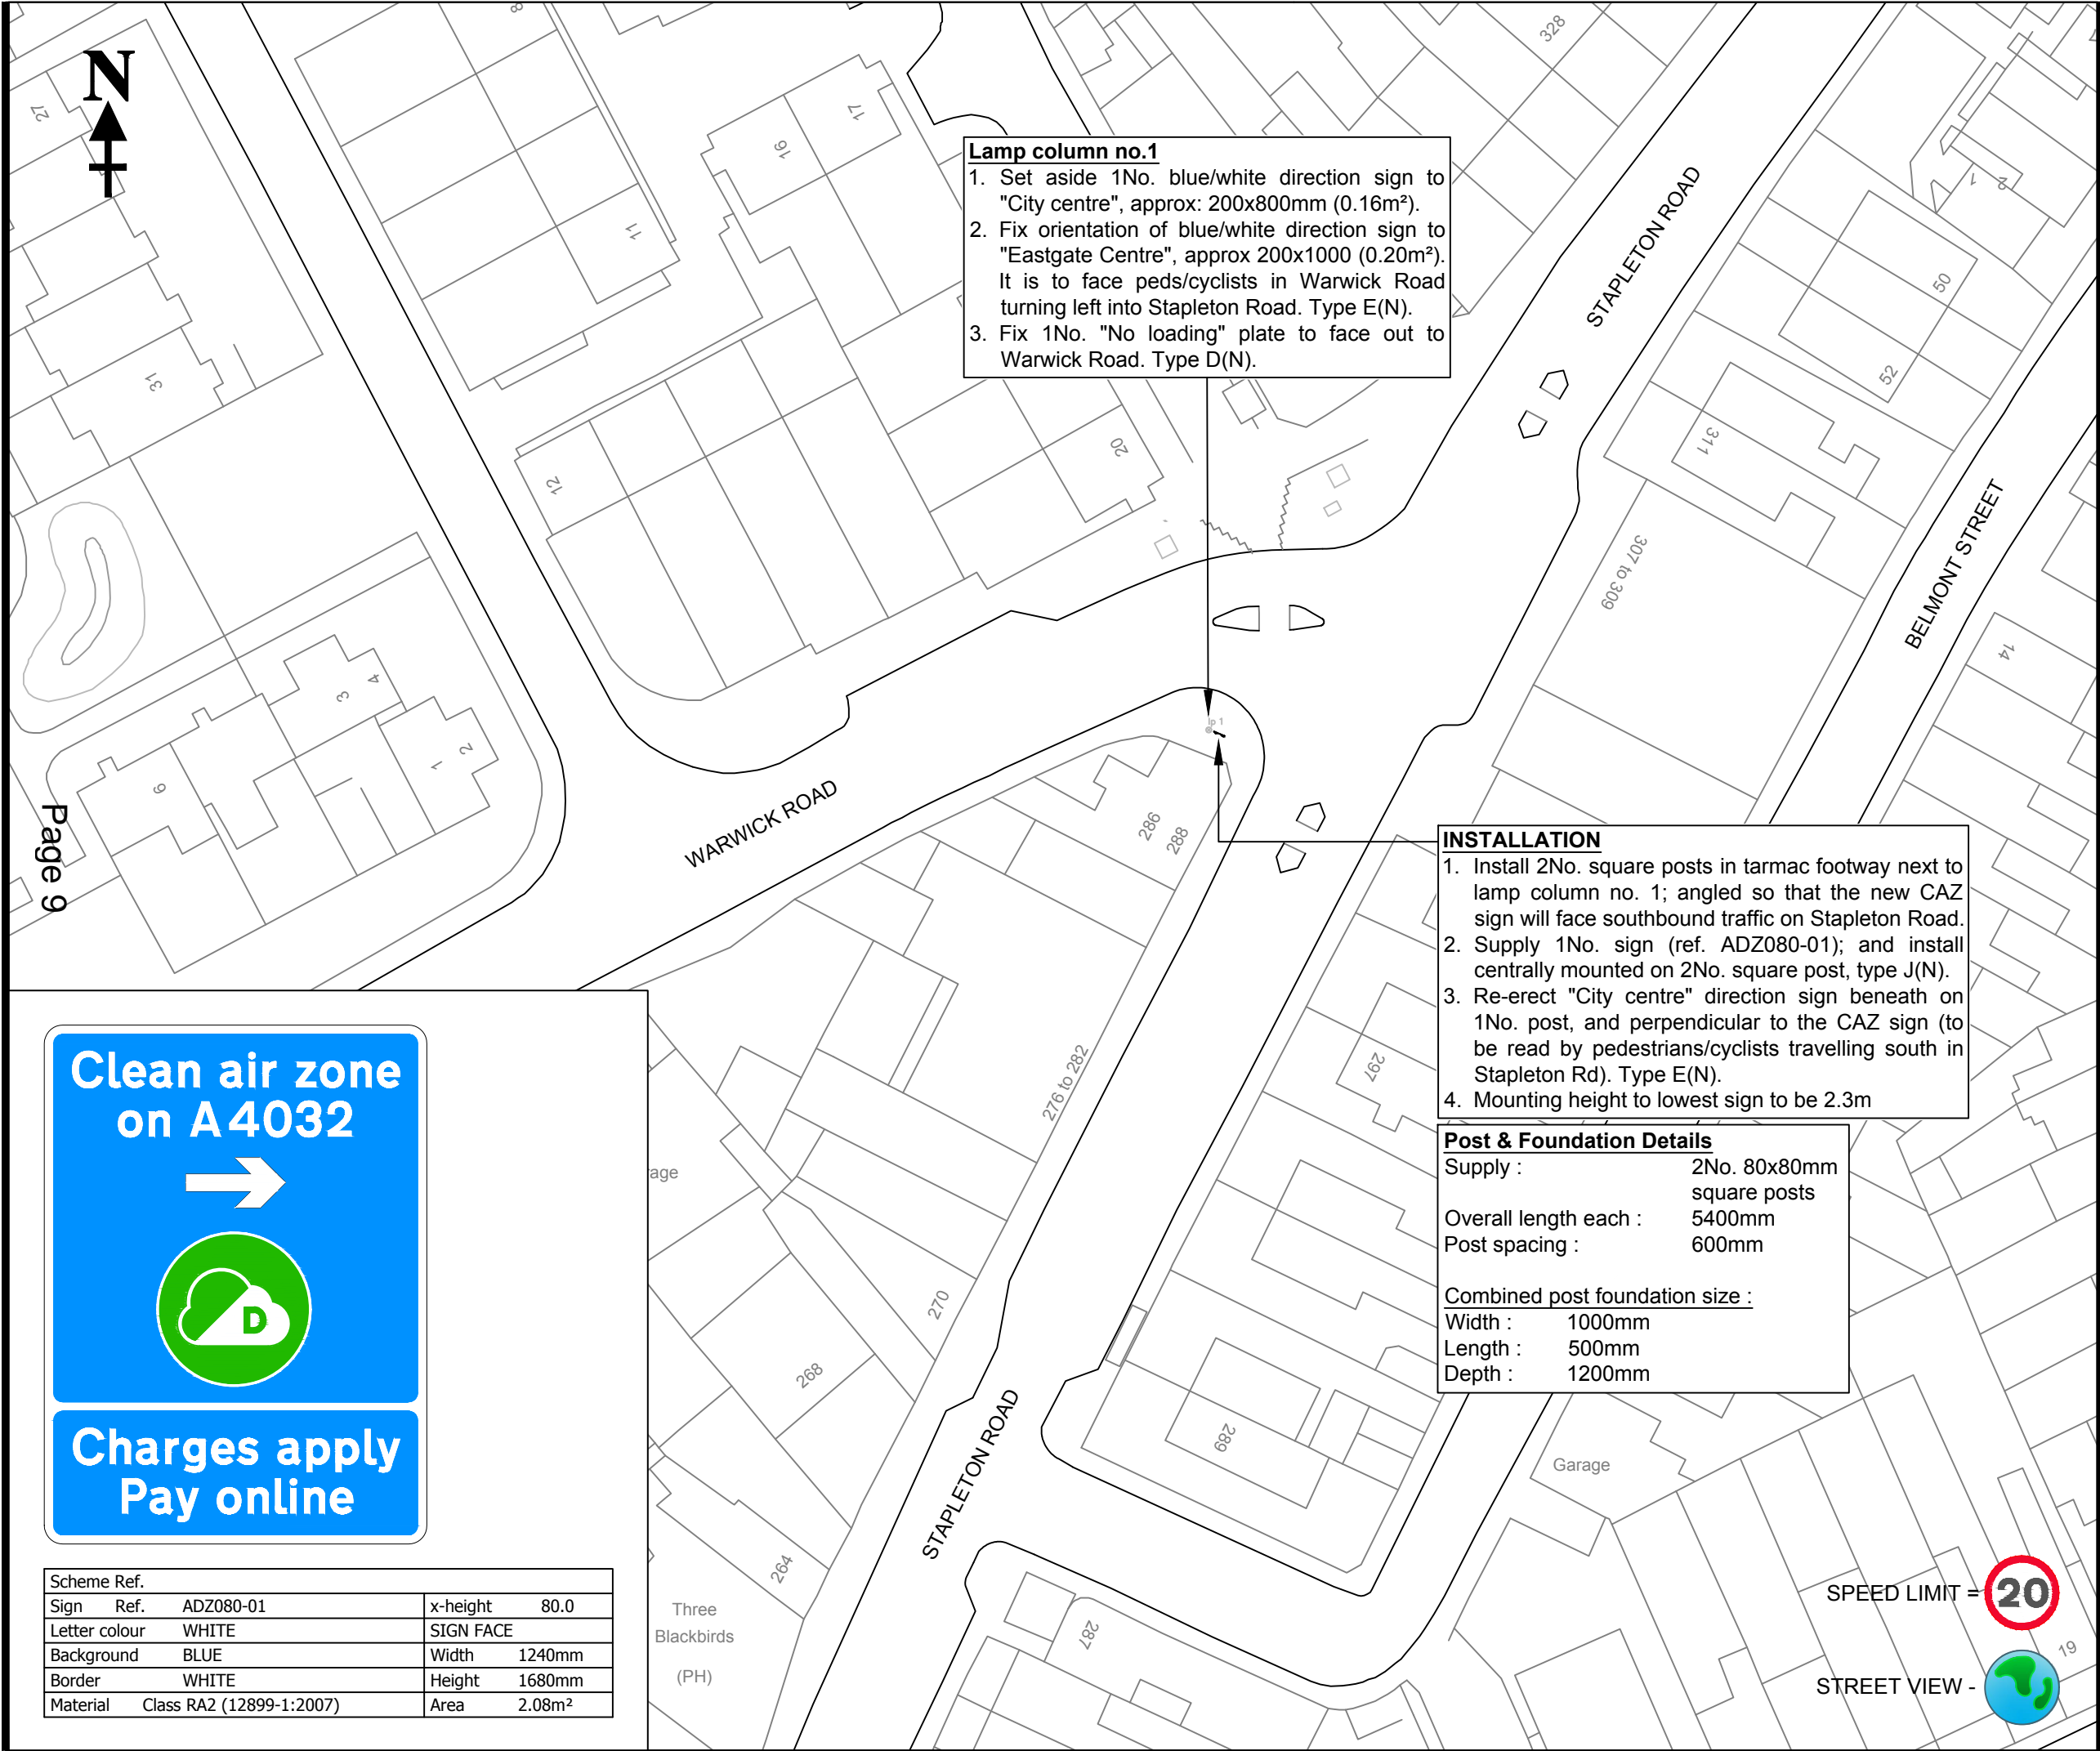 N
27
31
8
17
16
11
12
20
328
Lamp column no.1
1. Set aside 1No. blue/white direction sign to
"City centre", approx: 200x800mm (0.16m²).
2. Fix orientation of blue/white direction sign to
"Eastgate Centre", approx 200x1000 (0.20m²).
It is to face peds/cyclists in Warwick Road
turning left into Stapleton Road. Type E(N).
3. Fix 1No. "No loading" plate to face out to
Warwick Road. Type D(N).
STAPLETON ROAD
1
2
50
52
311
307 to 309
BELMONT STREET
14
lp 1
3
4
1
2
6
Page 9
WARWICK ROAD
286
288
INSTALLATION
1. Install 2No. square posts in tarmac footway next to
lamp column no. 1; angled so that the new CAZ
sign will face southbound traffic on Stapleton Road.
2. Supply 1No. sign (ref. ADZ080-01); and install
centrally mounted on 2No. square post, type J(N).
3. Re-erect "City centre" direction sign beneath on
1No. post, and perpendicular to the CAZ sign (to
be read by pedestrians/cyclists travelling south in
Stapleton Rd). Type E(N).
4. Mounting height to lowest sign to be 2.3m
Post & Foundation Details
Supply : 2No. 80x80mm
square posts
Overall length each : 5400mm
Post spacing : 600mm
Combined post foundation size :
Width : 1000mm
Length : 500mm
Depth : 1200mm
276 to 282
297
270
268
264
289
287
age
Garage
STAPLETON ROAD
Three
Blackbirds
(PH)
Clean air zone
on A4032
D
Charges apply
Pay online
Scheme Ref.
Sign Ref. ADZ080-01 x-height 80.0
Letter colour WHITE SIGN FACE
Background BLUE Width 1240mm
Border WHITE Height 1680mm
Material Class RA2 (12899-1:2007) Area 2.08m²
SPEED LIMIT = 20
19
STREET VIEW -